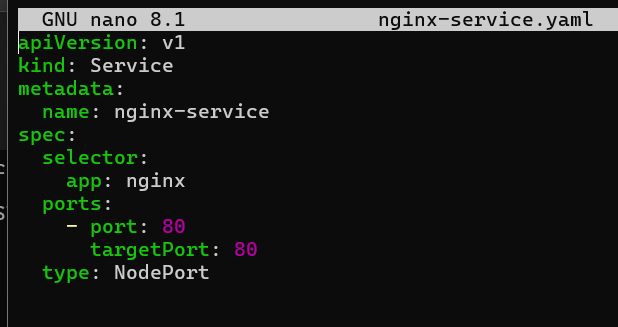 GNU nano 8.1 nginx-service.yaml
apiVersion: v1
kind: Service
metadata:
  name: nginx-service
spec:
  selector:
    app: nginx
  ports:
    - port: 80
      targetPort: 80
  type: NodePort